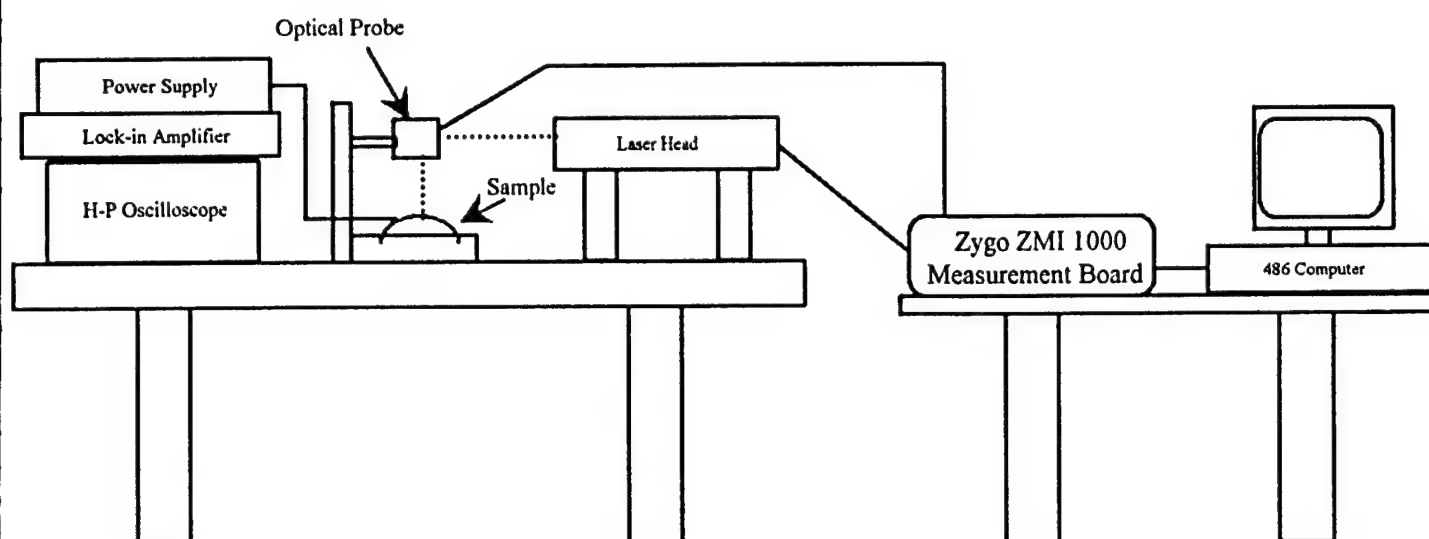 Optical Probe
Power Supply
Lock-in Amplifier
Laser Head
Sample
H-P Oscilloscope
Zygo ZMI 1000
Measurement Board
486 Computer